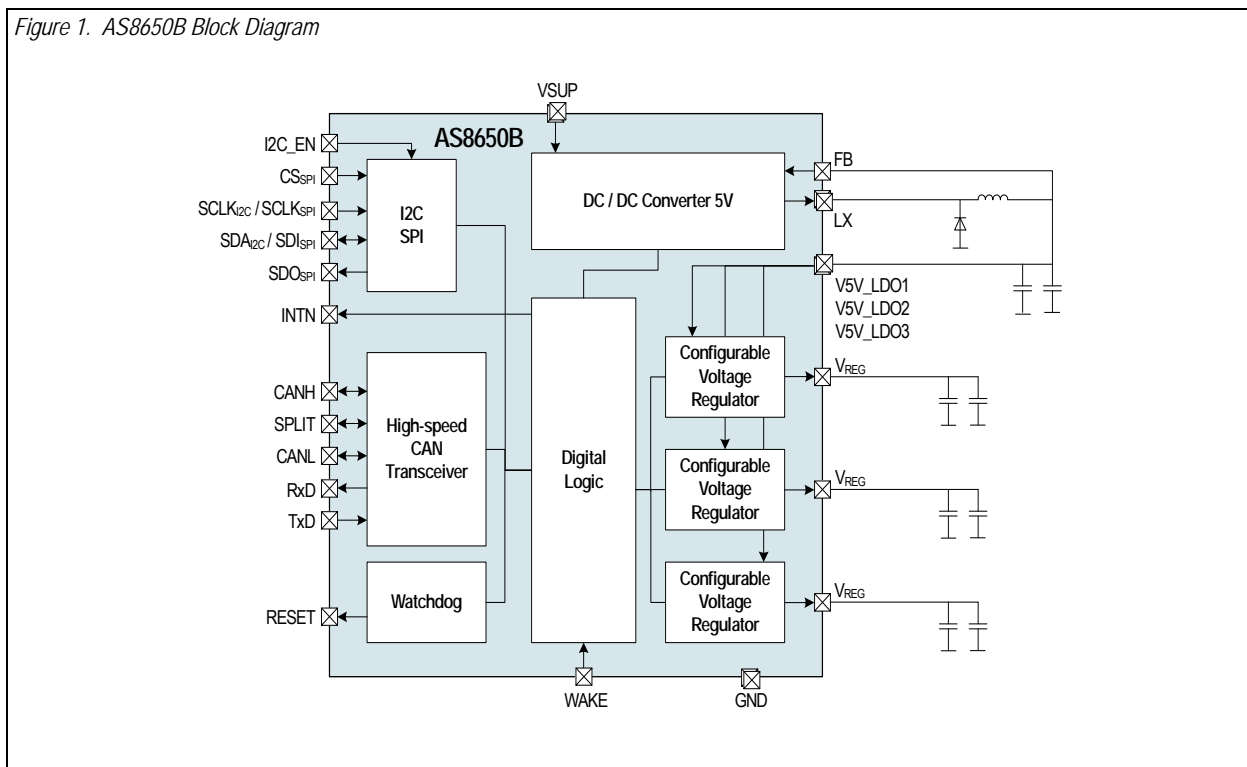 Figure 1. AS8650B Block Diagram
VSUP
AS8650B
I2C_EN
CSSPI
SCLKI2C / SCLKSPI
SDAI2C / SDISPI
SDOSPI
I2C
SPI
DC / DC Converter 5V
FB
LX
V5V_LDO1
V5V_LDO2
V5V_LDO3
INTN
CANH
SPLIT
CANL
RxD
TxD
High-speed
CAN
Transceiver
Digital
Logic
Configurable
Voltage
Regulator
VREG
Configurable
Voltage
Regulator
VREG
Configurable
Voltage
Regulator
VREG
RESET
Watchdog
WAKE
GND